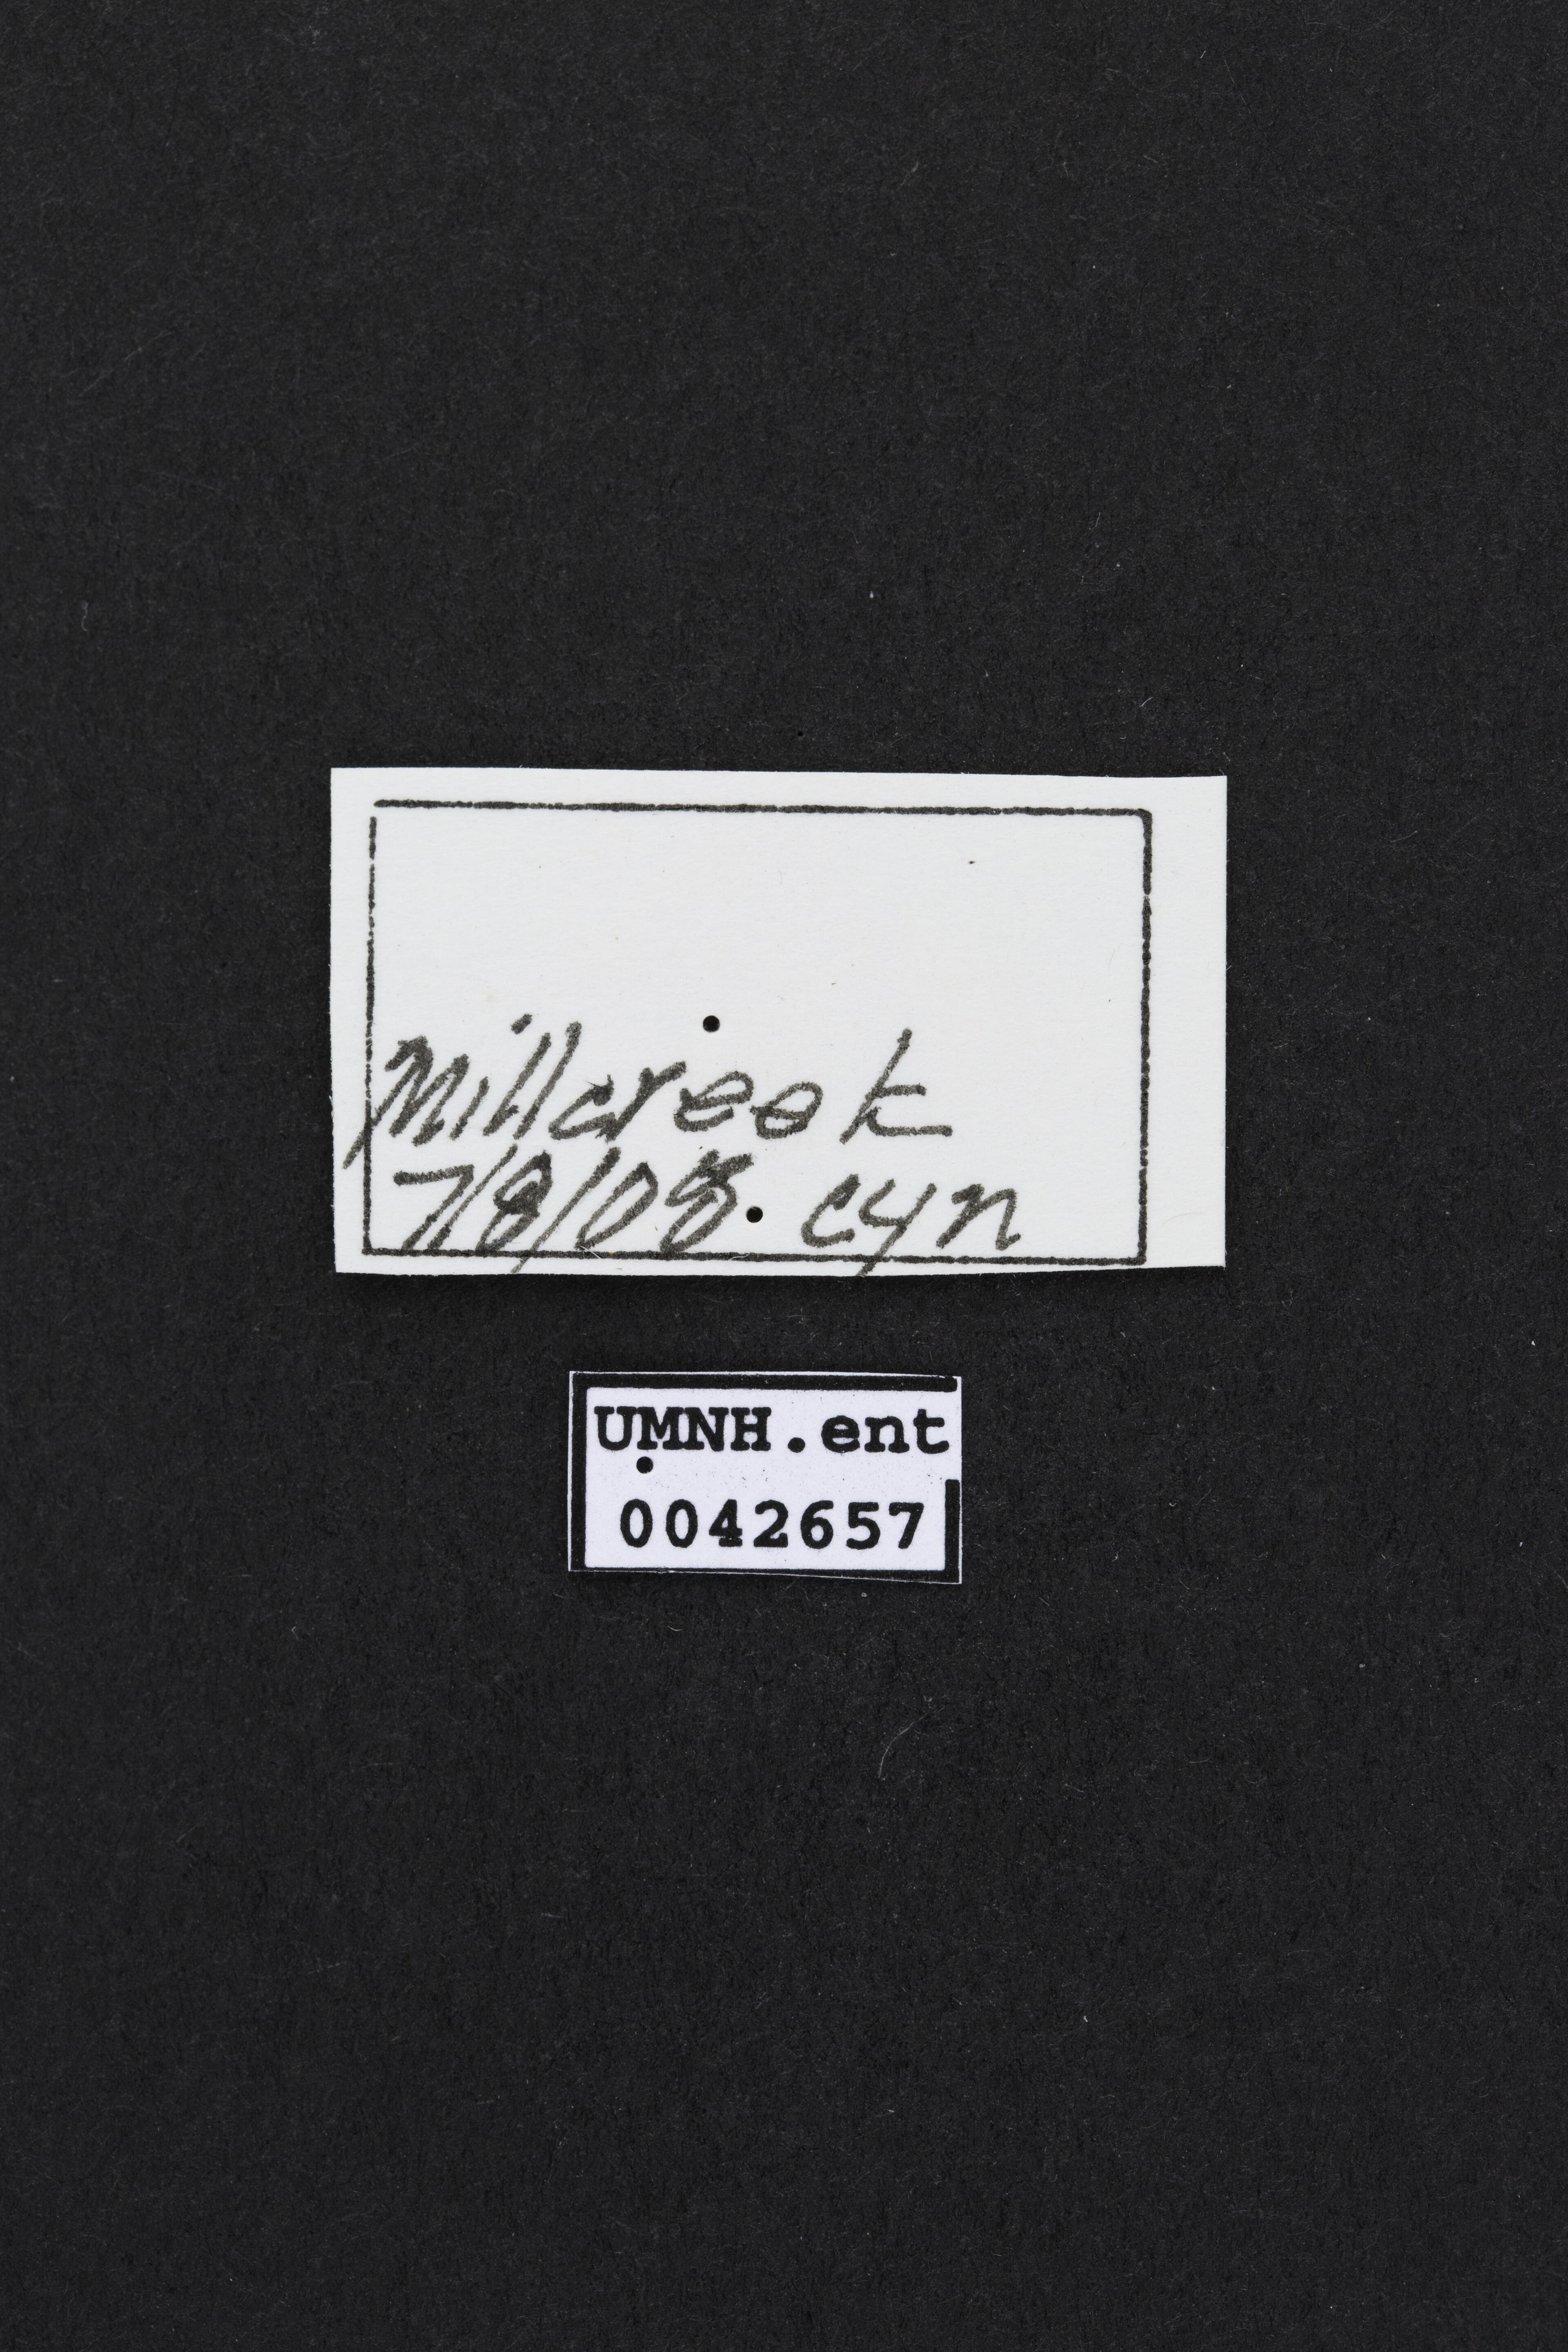 Millcreek
7/8/08 cyn
UMNH.ent
0042657